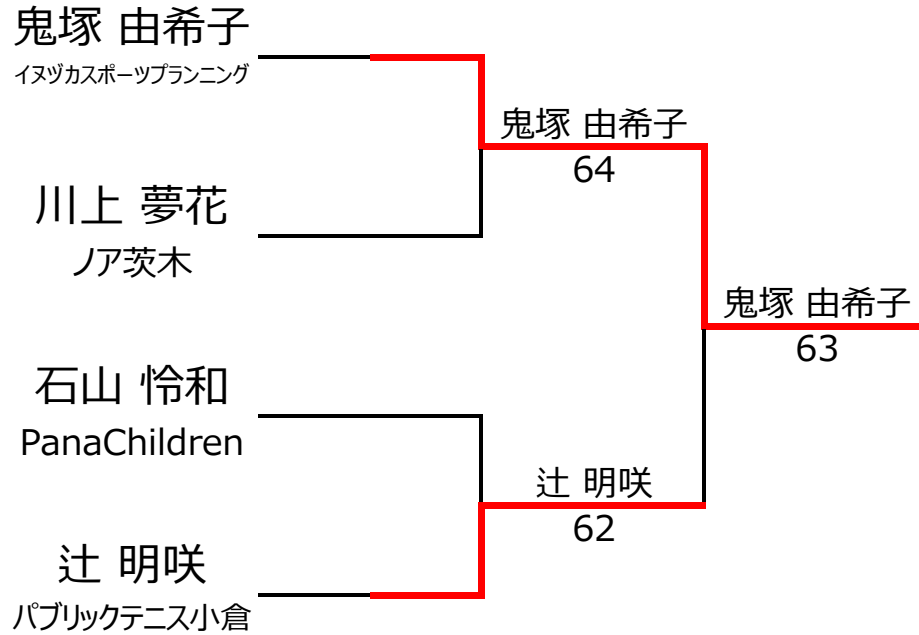 鬼塚 由希子
イヌヅカスポーツプランニング
鬼塚 由希子
64
川上 夢花
ノア茨木
鬼塚 由希子
63
石山 怜和
PanaChildren
辻 明咲
62
辻 明咲
パブリックテニス小倉